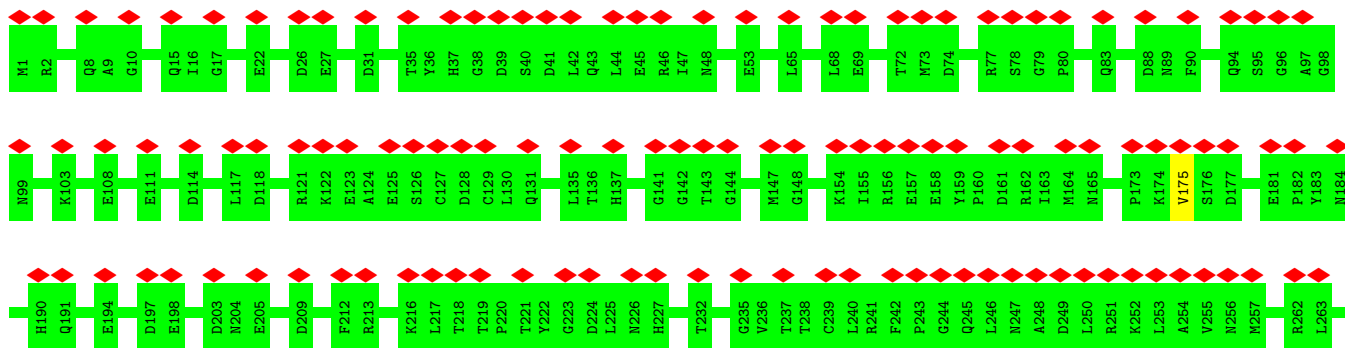 M1 R2 Q8 A9 G10 Q15 I16 G17 E22 D26 E27 D31 T35 Y36 H37 G38 D39 S40 D41 L42 Q43 L44 E45 R46 I47 N48 E53 L65 L68 E69 T72 M73 D74 R77 S78 G79 P80 Q83 D88 N89 F90 Q94 S95 G96 A97 G98
N99 K103 E108 E111 D114 L117 D118 R121 K122 E123 A124 E125 S126 C127 D128 C129 L130 Q131 L135 T136 H137 G141 G142 T143 G144 M147 G148 K154 I155 R156 E157 E158 Y159 P160 D161 R162 I163 M164 N165 P173 K174 V175 S176 D177 E181 P182 Y183 N184
H190 Q191 E194 D197 E198 D203 N204 E205 D209 F212 R213 K216 L217 T218 T219 P220 T221 Y222 G223 D224 L225 N226 H227 T232 G235 V236 T237 T238 C239 L240 R241 F242 P243 G244 Q245 L246 N247 A248 D249 L250 R251 K252 L253 A254 V255 N256 M257 R262 L263